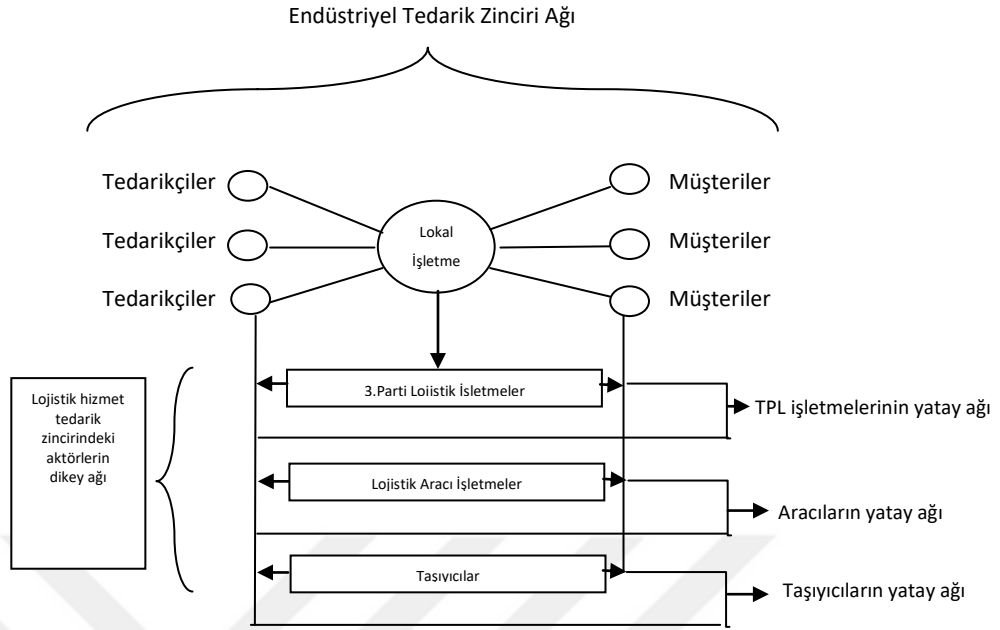 Endüstriyel Tedarik Zinciri Ağı
Tedarikçiler
Müşteriler
Lokal
İşletme
Tedarikçiler
Müşteriler
Tedarikçiler
Müşteriler
Lojistik hizmet
tedarik
zincirindeki
aktörlerin
dikey ağı
3.Parti Lojistik İşletmeler
TPL işletmelerinin yatay ağı
Lojistik Aracı İşletmeler
Aracıların yatay ağı
Taşıyıcılar
Taşıyıcıların yatay ağı